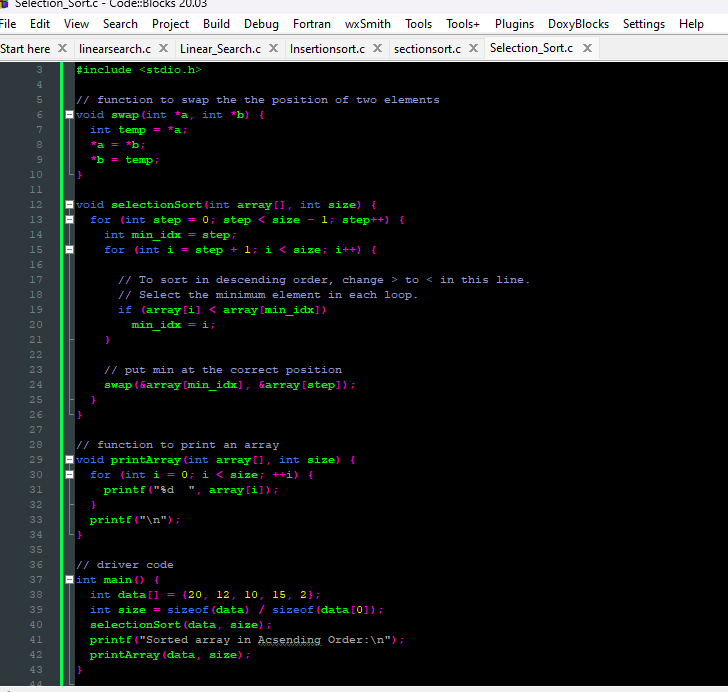 Selection_Sort.c - Code::Blocks 20.03
File Edit View Search Project Build Debug Fortran wxSmith Tools Tools+ Plugins DoxyBlocks Settings Help
Start here X linearsearch.c X Linear_Search.c X Insertionsort.c X sectionsort.c X Selection_Sort.c X
3 #include <stdio.h>
4
5 // function to swap the the position of two elements
6 void swap(int *a, int *b) {
7 int temp = *a;
8 *a = *b;
9 *b = temp;
10 }
11
12 void selectionSort(int array[], int size) {
13 for (int step = 0; step < size - 1; step++) {
14 int min_idx = step;
15 for (int i = step + 1; i < size; i++) {
16
17 // To sort in descending order, change > to < in this line.
18 // Select the minimum element in each loop.
19 if (array[i] < array[min_idx])
20 min_idx = i;
21 }
22
23 // put min at the correct position
24 swap(&array[min_idx], &array[step]);
25 }
26 }
27
28 // function to print an array
29 void printArray(int array[], int size) {
30 for (int i = 0; i < size; ++i) {
31 printf("%d  ", array[i]);
32 }
33 printf("\n");
34 }
35
36 // driver code
37 int main() {
38 int data[] = {20, 12, 10, 15, 2};
39 int size = sizeof(data) / sizeof(data[0]);
40 selectionSort(data, size);
41 printf("Sorted array in Acsending Order:\n");
42 printArray(data, size);
43 }
44